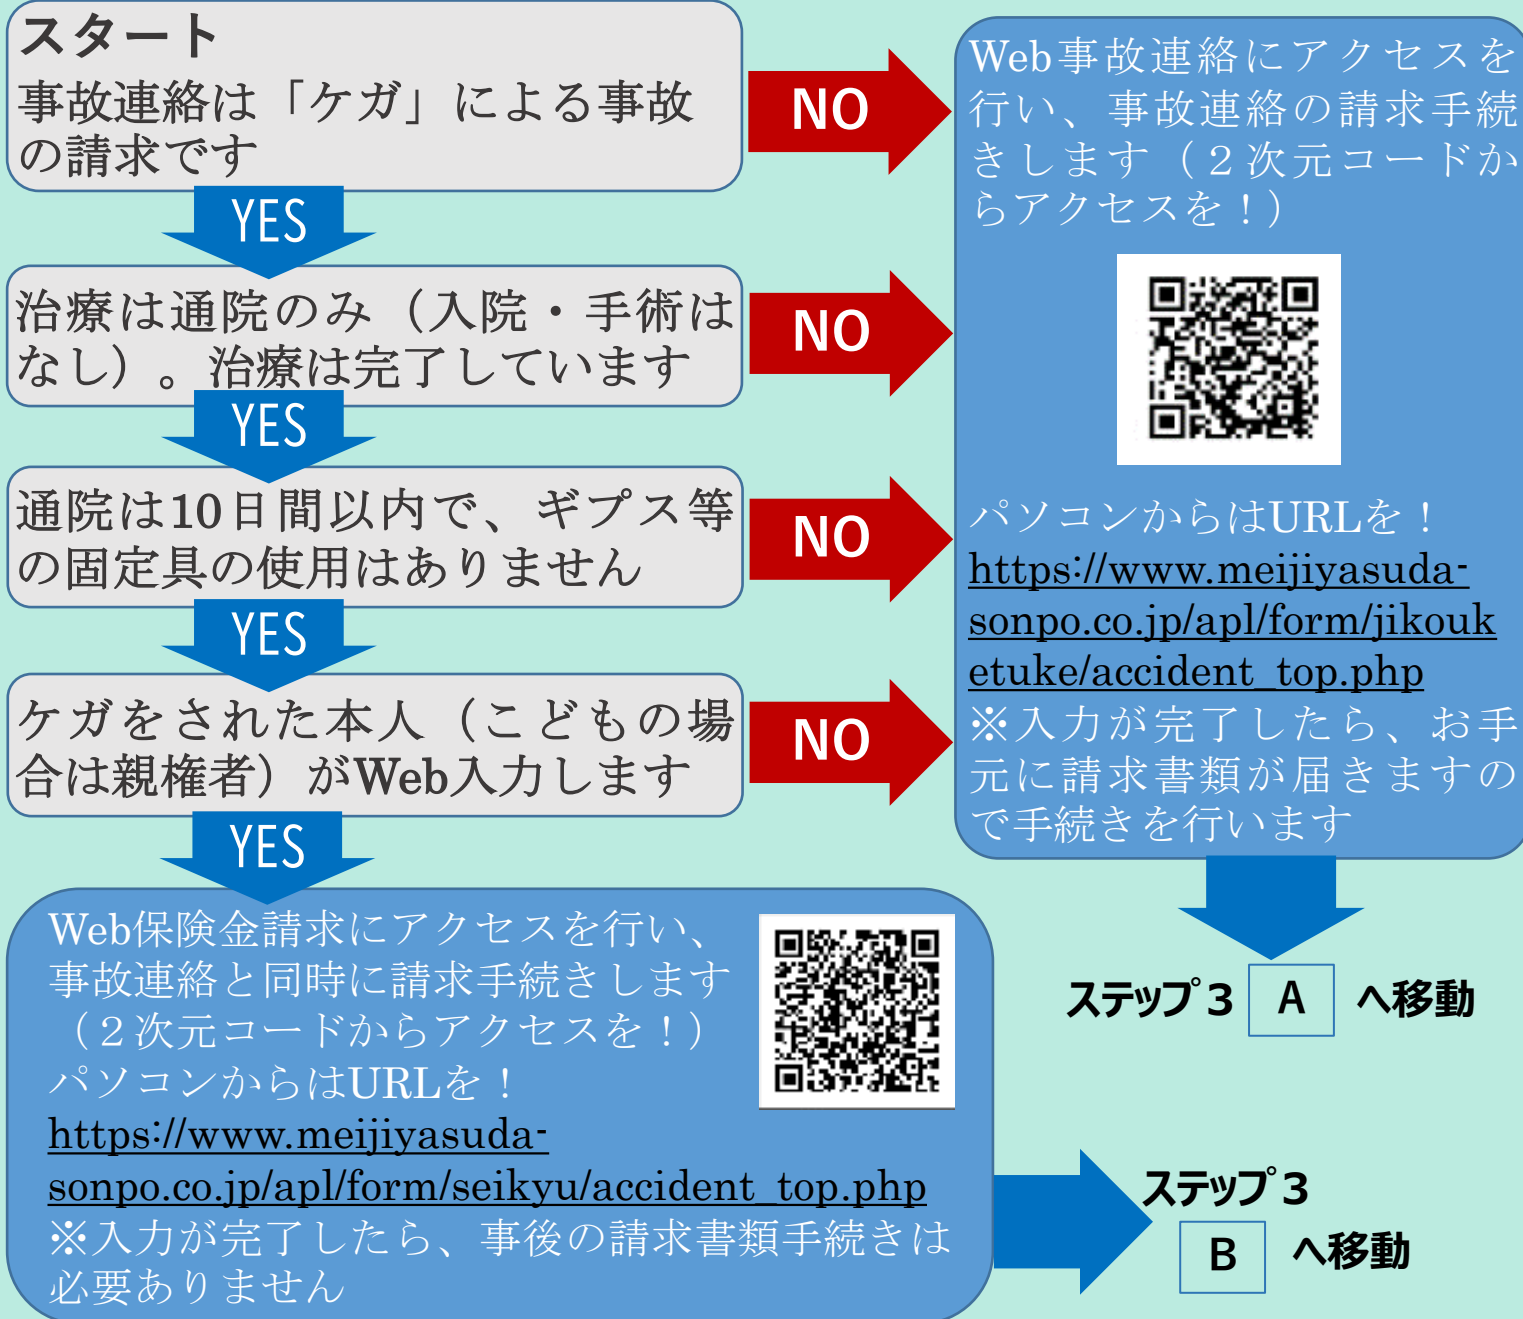 スタート
事故連絡は「ケガ」による事故
の請求です
NO
YES
治療は通院のみ（入院・手術は
なし）。治療は完了しています
NO
YES
通院は10日間以内で、ギプス等
の固定具の使用はありません
NO
YES
ケガをされた本人（こどもの場
合は親権者）がWeb入力します
NO
YES
Web事故連絡にアクセスを
行い、事故連絡の請求手続
きします（２次元コードか
らアクセスを！）
パソコンからはURLを！
https://www.meijiyasuda-
sonpo.co.jp/apl/form/jikouk
etuke/accident_top.php
※入力が完了したら、お手
元に請求書類が届きますの
で手続きを行います
ステップ３ A へ移動
Web保険金請求にアクセスを行い、
事故連絡と同時に請求手続きします
（２次元コードからアクセスを！）
パソコンからはURLを！
https://www.meijiyasuda-
sonpo.co.jp/apl/form/seikyu/accident_top.php
※入力が完了したら、事後の請求書類手続きは
必要ありません
ステップ３
B へ移動